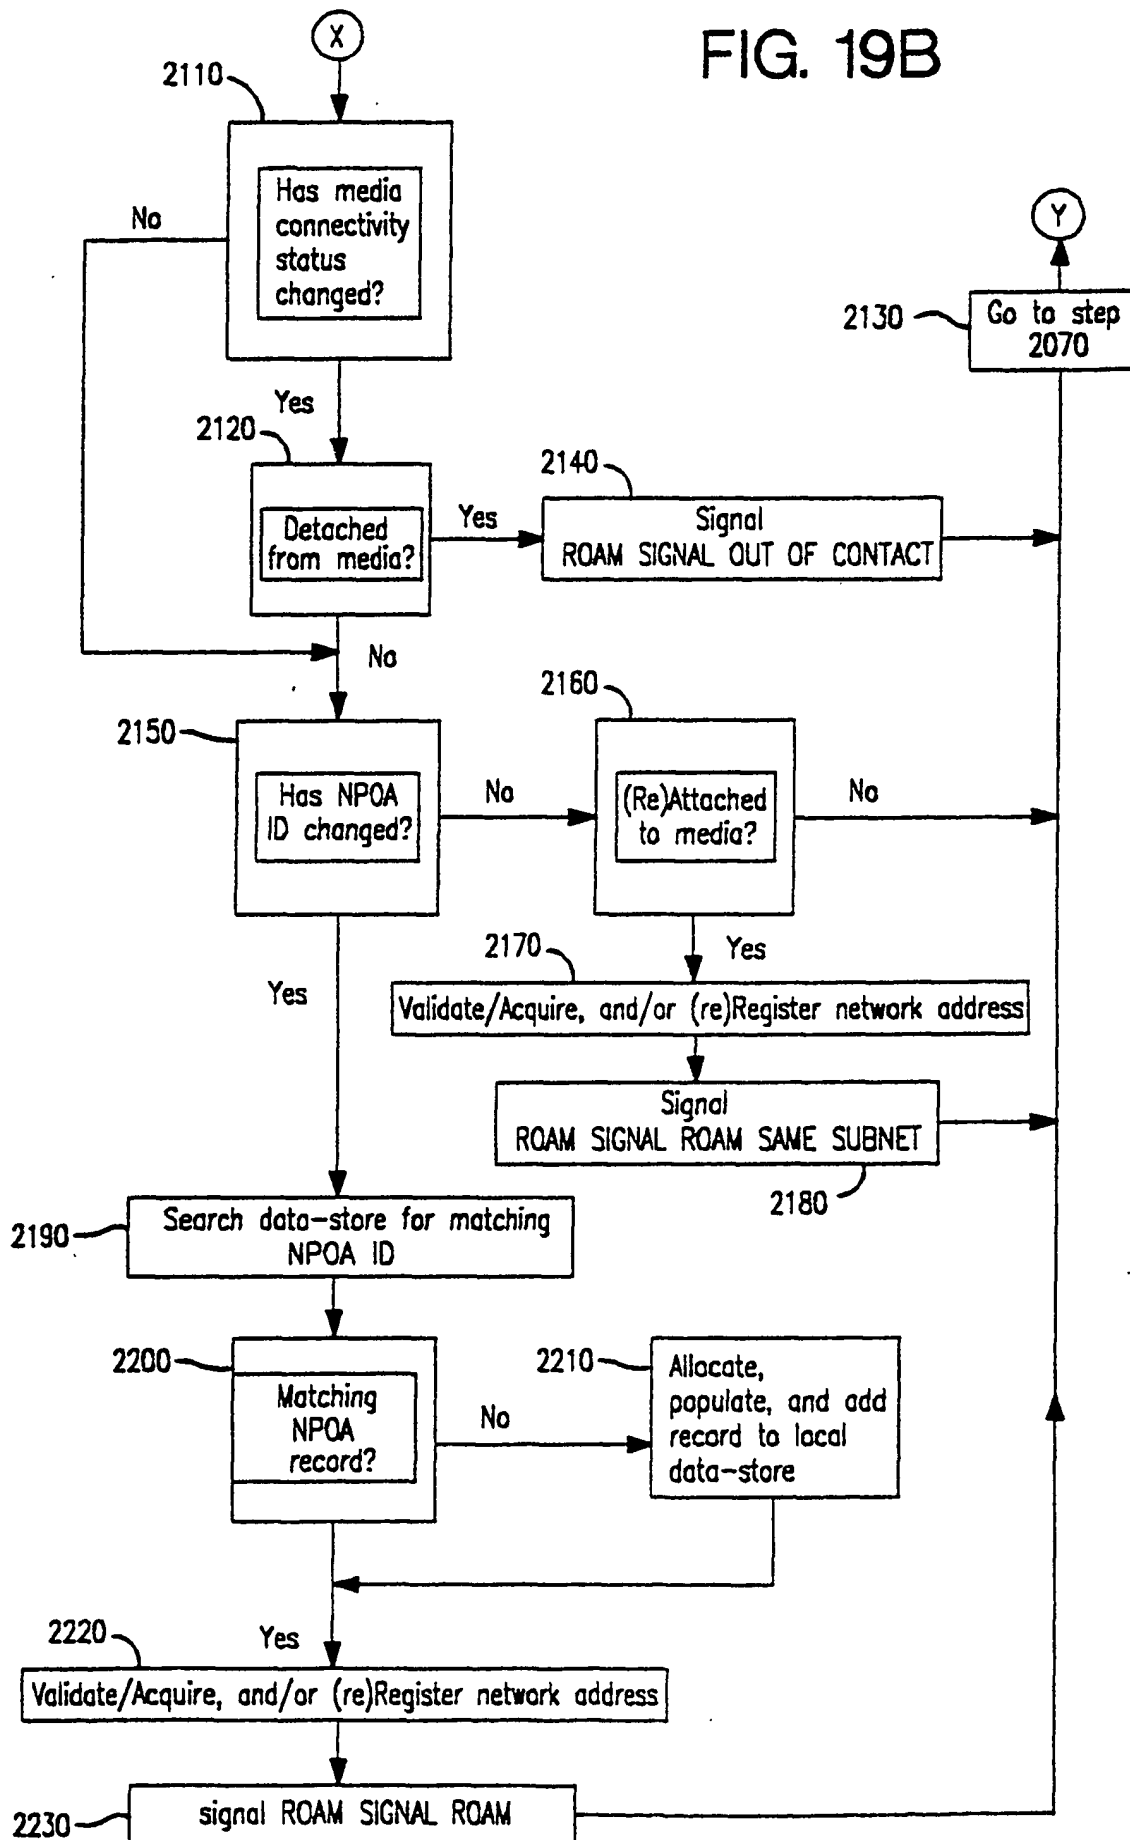 X
FIG. 19B
2110
Has media
connectivity
status
changed?
No
Y
2130
Go to step
2070
Yes
2120
Detached
from media?
Yes
2140
Signal
ROAM SIGNAL OUT OF CONTACT
No
2150
Has NPOA
ID changed?
No
2160
(Re)Attached
to media?
No
Yes
2170
Yes
Validate/Acquire, and/or (re)Register network address
Signal
ROAM SIGNAL ROAM SAME SUBNET
2180
2190
Search data-store for matching
NPOA ID
2200
Matching
NPOA
record?
No
2210
Allocate,
populate, and add
record to local
data-store
2220
Yes
Validate/Acquire, and/or (re)Register network address
2230
signal ROAM SIGNAL ROAM